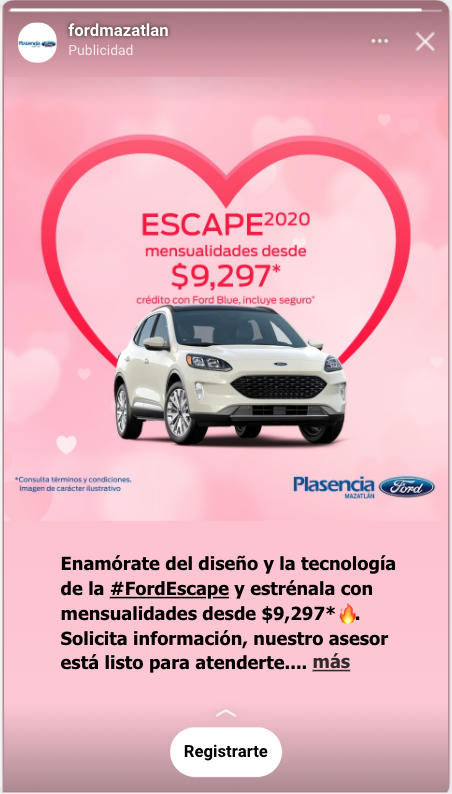 fordmazatlan
Publicidad
ESCAPE²⁰²⁰
mensualidades desde
$9,297*
crédito con Ford Blue, incluye seguro*
*Consulta términos y condiciones.
Imagen de carácter ilustrativo
Plasencia
MAZATLÁN
Ford
Enamórate del diseño y la tecnología
de la #FordEscape y estrénala con
mensualidades desde $9,297*🔥.
Solicita información, nuestro asesor
está listo para atenderte.... más
Registrarte